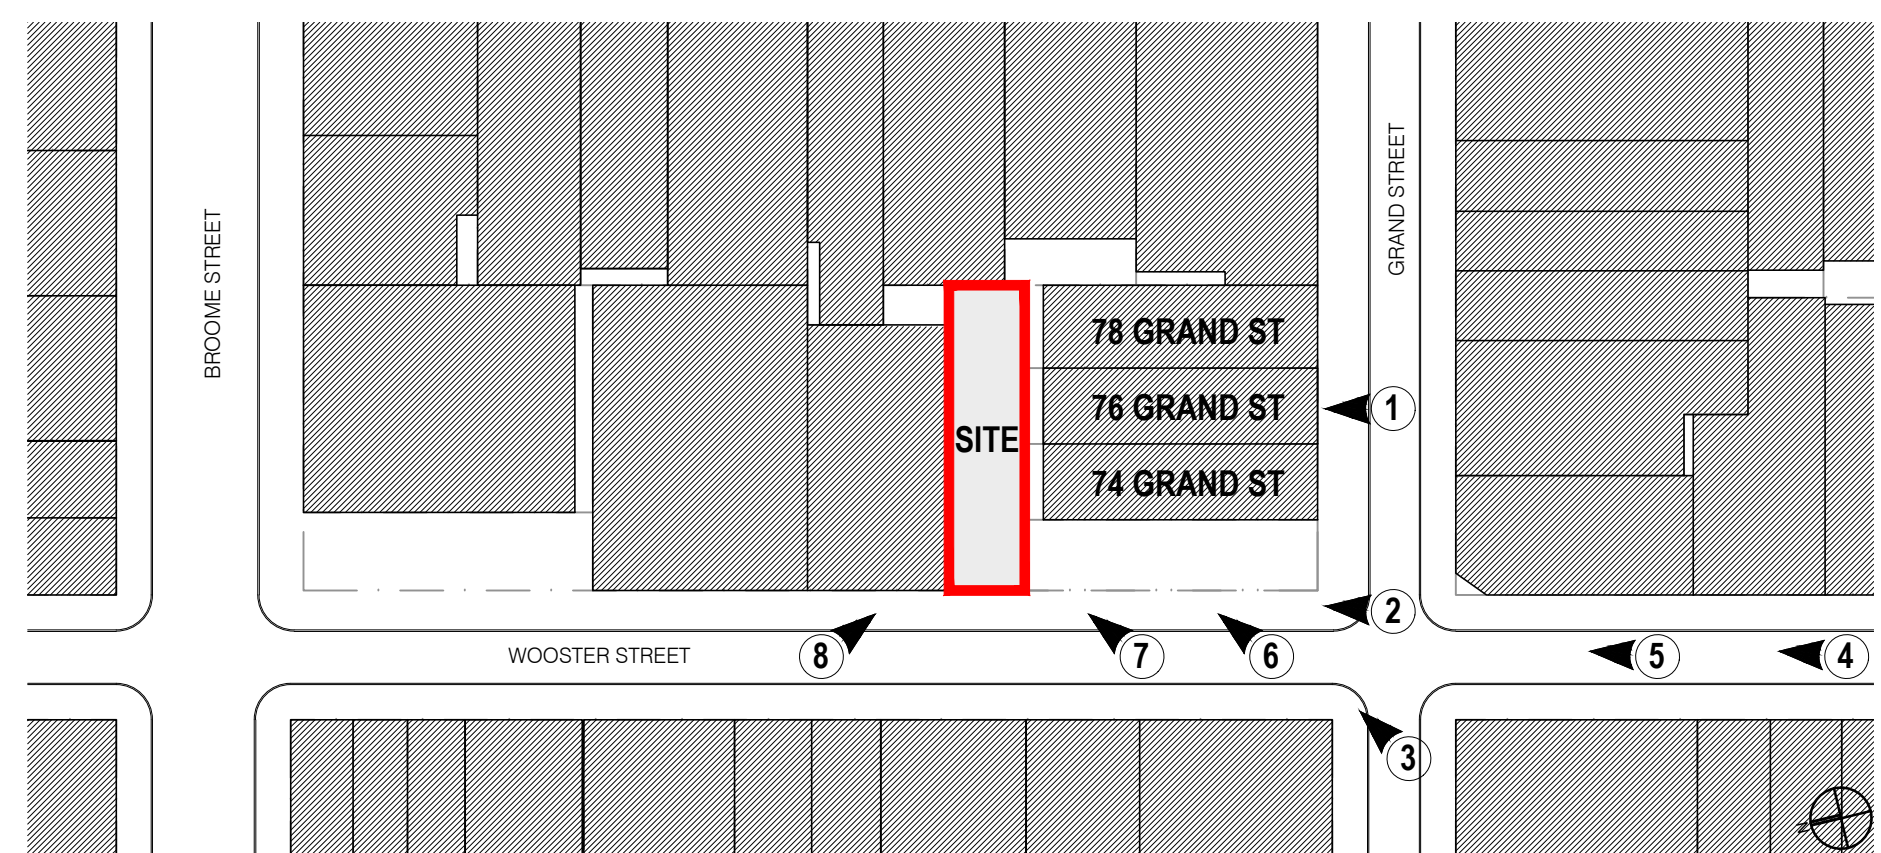 BROOME STREET
GRAND STREET
78 GRAND ST
76 GRAND ST
1
SITE
74 GRAND ST
2
WOOSTER STREET
8
7
6
5
4
3
N